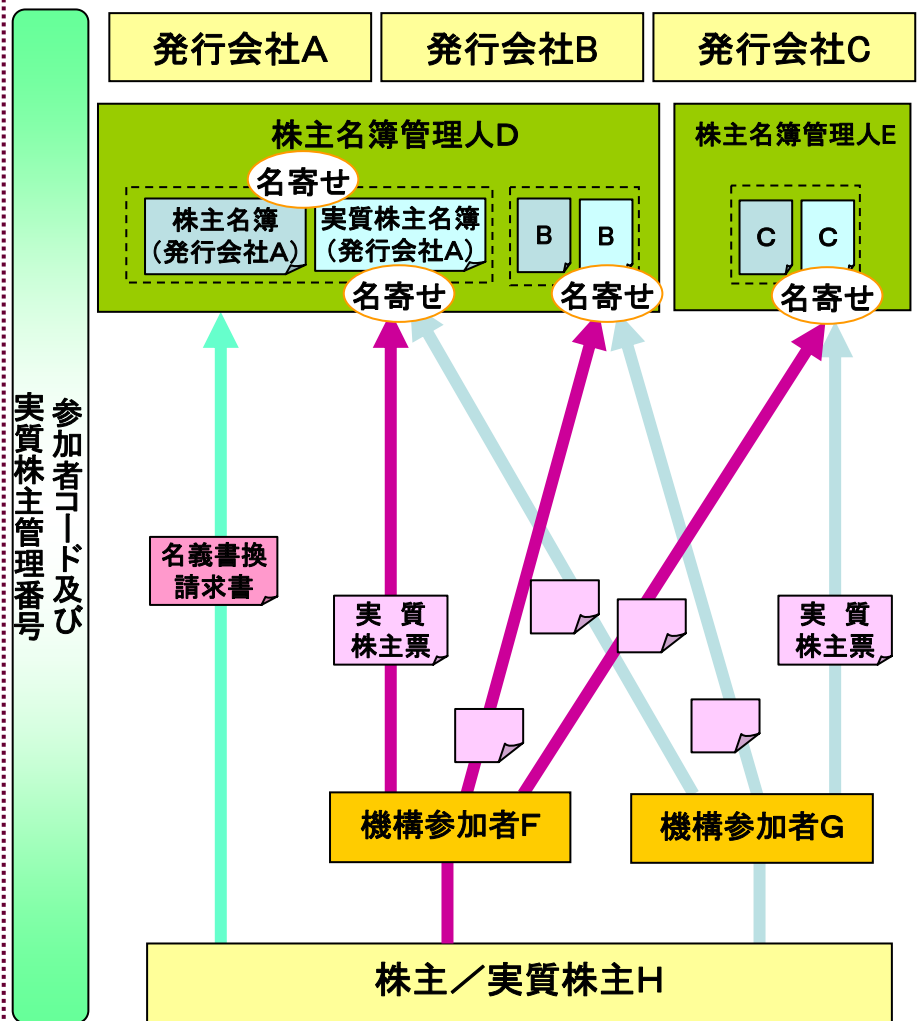 発行会社A
発行会社B
発行会社C
株主名簿管理人D
株主名簿管理人E
名寄せ
株主名簿
(発行会社A)
実質株主名簿
(発行会社A)
B
B
C
C
名寄せ
名寄せ
名寄せ
参加者コード及び
実質株主管理番号
名義書換
請求書
実 質
株主票
実 質
株主票
機構参加者F
機構参加者G
株主／実質株主H